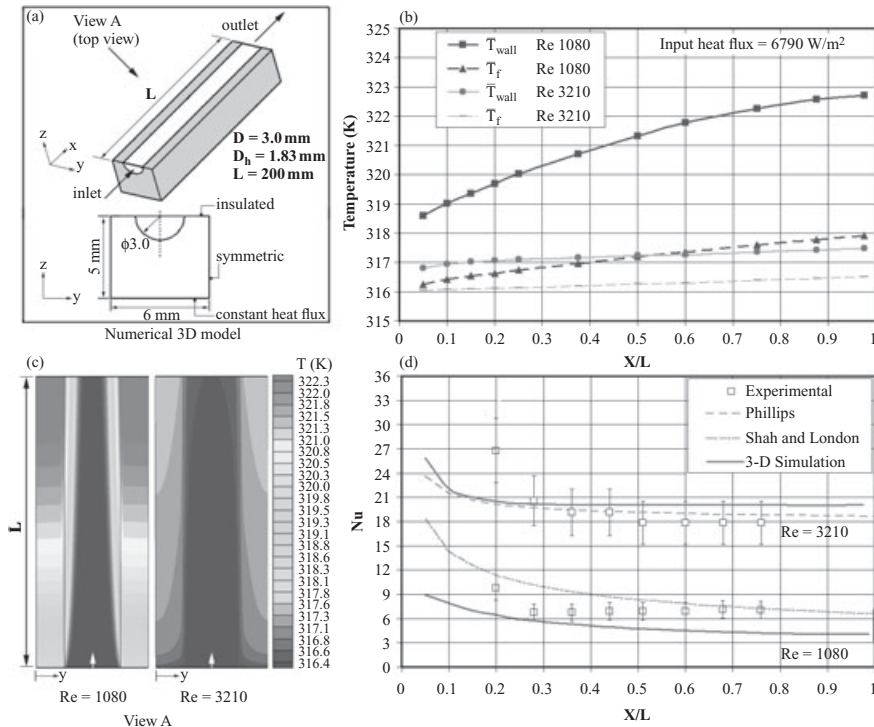 (a)
View A
(top view)
outlet
L
D = 3.0 mm
D_h = 1.83 mm
L = 200 mm
z
x
y
inlet
insulated
ϕ3.0
5 mm
symmetric
z
y
6 mm
constant heat flux
Numerical 3D model
(b)
T̄_wall Re 1080
T̄_f Re 1080
T̄_wall Re 3210
T̄_f Re 3210
Input heat flux = 6790 W/m²
Temperature (K)
325
324
323
322
321
320
319
318
317
316
315
0 0.1 0.2 0.3 0.4 0.5 0.6 0.7 0.8 0.9 1
X/L
(c)
T (K)
322.3
322.0
321.8
321.5
321.3
321.0
320.8
320.5
320.3
320.0
319.8
319.5
319.3
319.1
318.8
318.6
318.3
318.1
317.8
317.6
317.3
317.1
316.8
316.6
316.4
L
y
y
Re = 1080 Re = 3210
View A
(d)
Experimental
Phillips
Shah and London
3-D Simulation
Nu
36
33
30
27
24
21
18
15
12
9
6
3
0
Re = 3210
Re = 1080
0 0.1 0.2 0.3 0.4 0.5 0.6 0.7 0.8 0.9 1
X/L